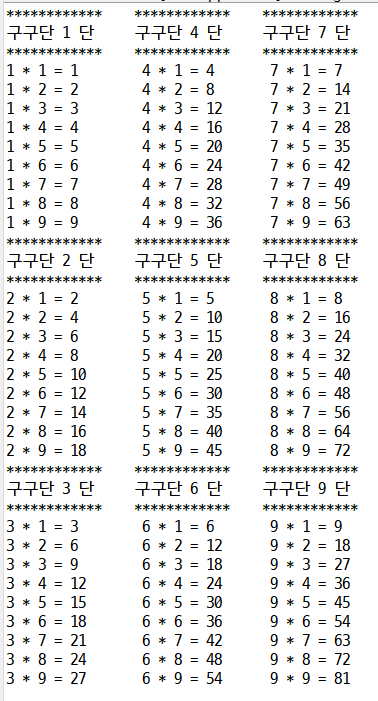 ************    ************    ************
구구단 1 단    구구단 4 단    구구단 7 단
************    ************    ************
1 * 1 = 1        4 * 1 = 4        7 * 1 = 7
1 * 2 = 2        4 * 2 = 8        7 * 2 = 14
1 * 3 = 3        4 * 3 = 12       7 * 3 = 21
1 * 4 = 4        4 * 4 = 16       7 * 4 = 28
1 * 5 = 5        4 * 5 = 20       7 * 5 = 35
1 * 6 = 6        4 * 6 = 24       7 * 6 = 42
1 * 7 = 7        4 * 7 = 28       7 * 7 = 49
1 * 8 = 8        4 * 8 = 32       7 * 8 = 56
1 * 9 = 9        4 * 9 = 36       7 * 9 = 63
************    ************    ************
구구단 2 단    구구단 5 단    구구단 8 단
************    ************    ************
2 * 1 = 2        5 * 1 = 5        8 * 1 = 8
2 * 2 = 4        5 * 2 = 10       8 * 2 = 16
2 * 3 = 6        5 * 3 = 15       8 * 3 = 24
2 * 4 = 8        5 * 4 = 20       8 * 4 = 32
2 * 5 = 10       5 * 5 = 25       8 * 5 = 40
2 * 6 = 12       5 * 6 = 30       8 * 6 = 48
2 * 7 = 14       5 * 7 = 35       8 * 7 = 56
2 * 8 = 16       5 * 8 = 40       8 * 8 = 64
2 * 9 = 18       5 * 9 = 45       8 * 9 = 72
************    ************    ************
구구단 3 단    구구단 6 단    구구단 9 단
************    ************    ************
3 * 1 = 3        6 * 1 = 6        9 * 1 = 9
3 * 2 = 6        6 * 2 = 12       9 * 2 = 18
3 * 3 = 9        6 * 3 = 18       9 * 3 = 27
3 * 4 = 12       6 * 4 = 24       9 * 4 = 36
3 * 5 = 15       6 * 5 = 30       9 * 5 = 45
3 * 6 = 18       6 * 6 = 36       9 * 6 = 54
3 * 7 = 21       6 * 7 = 42       9 * 7 = 63
3 * 8 = 24       6 * 8 = 48       9 * 8 = 72
3 * 9 = 27       6 * 9 = 54       9 * 9 = 81